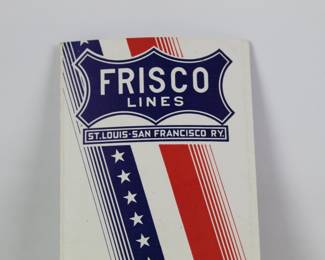 FRISCO
LINES
ST. LOUIS-SAN FRANCISCO RY.